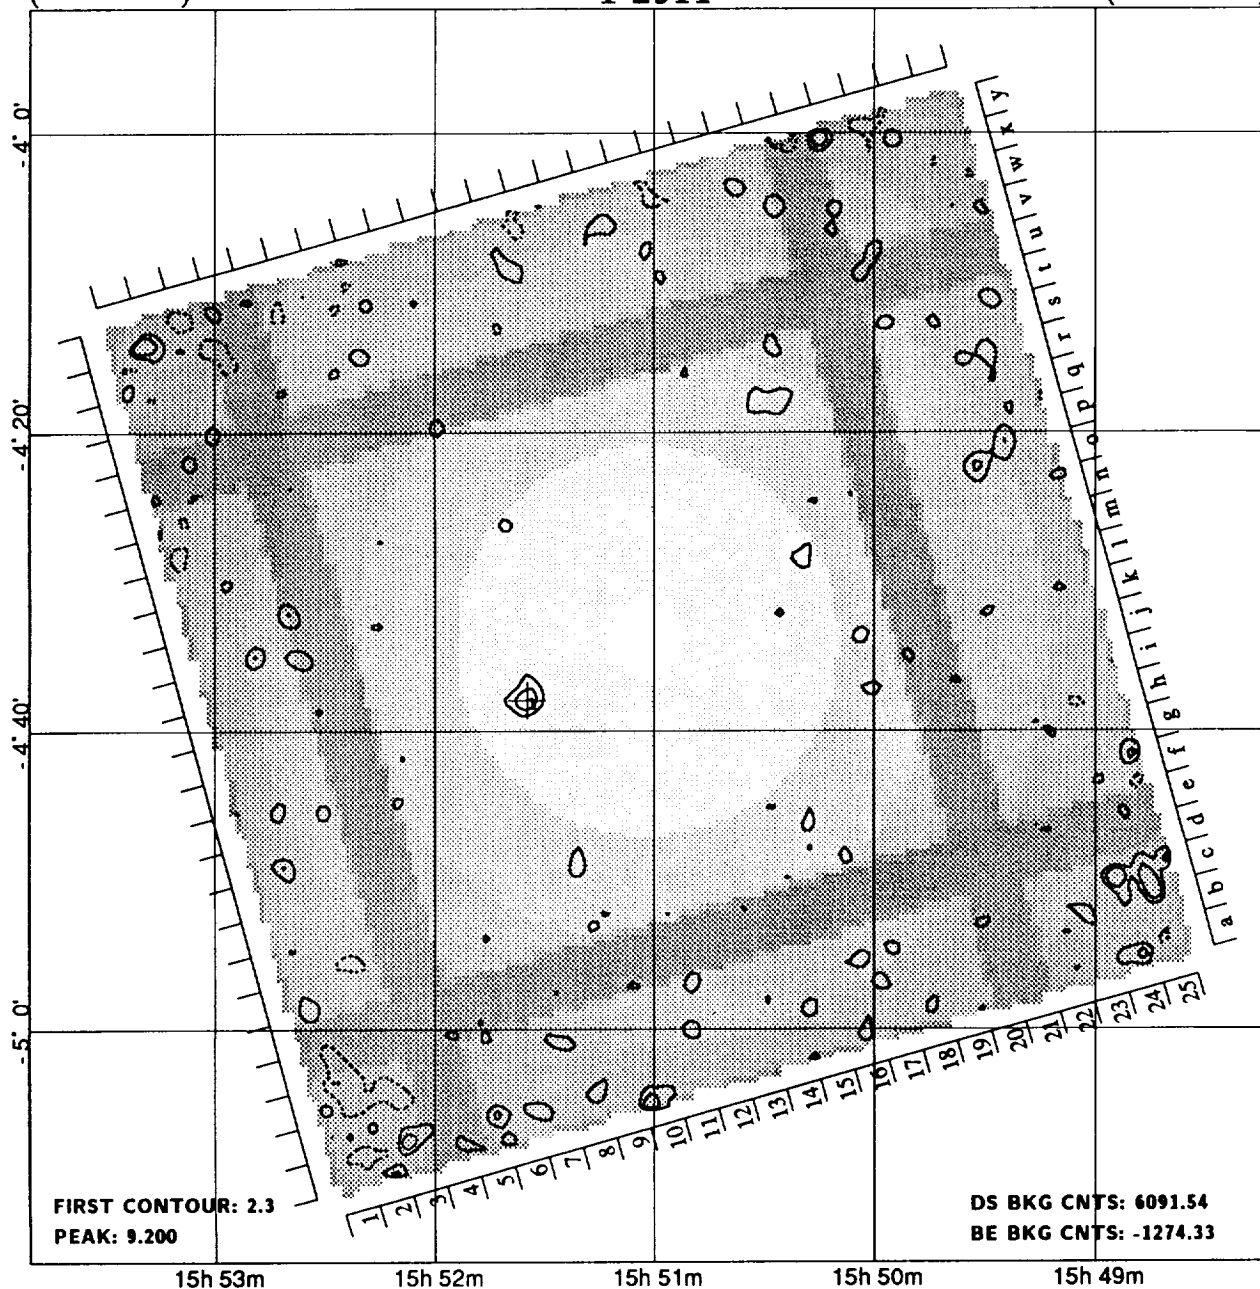 -4° 0'
-4° 20'
-4° 40'
-5° 0'
a b c d e f g h i j k l m n o p q r s t u v w x y
1 2 3 4 5 6 7 8 9 10 11 12 13 14 15 16 17 18 19 20 21 22 23 24 25
FIRST CONTOUR: 2.3
PEAK: 9.200
DS BKG CNTS: 6091.54
BE BKG CNTS: -1274.33
15h 53m 15h 52m 15h 51m 15h 50m 15h 49m